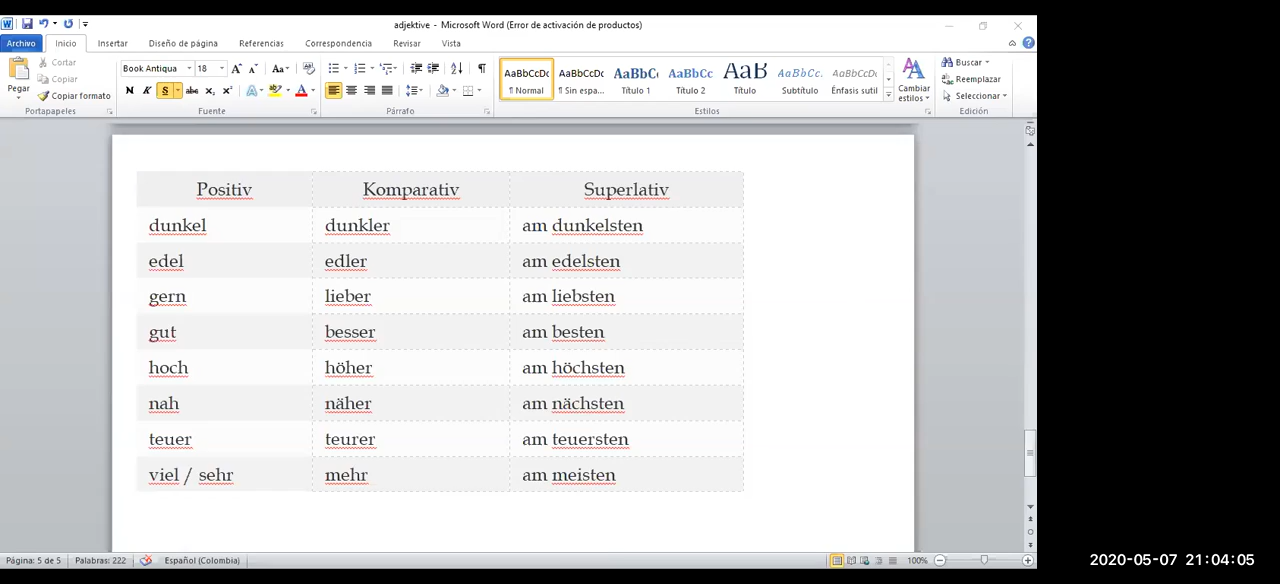 adjektive - Microsoft Word (Error de activación de productos)
Archivo Inicio Insertar Diseño de página Referencias Correspondencia Revisar Vista
Pegar
Cortar
Copiar
Copiar formato
Portapapeles
Book Antiqua 18
N K S abc x₂ x²
Fuente
Párrafo
AaBbCcDc AaBbCcDc AaBbC AaBbCc AaB AaBbCc. AaBbCcDc
¶ Normal ¶ Sin espa... Título 1 Título 2 Título Subtítulo Énfasis sutil
Cambiar estilos
Estilos
Buscar
Reemplazar
Seleccionar
Edición
Positiv Komparativ Superlativ
dunkel dunkler am dunkelsten
edel edler am edelsten
gern lieber am liebsten
gut besser am besten
hoch höher am höchsten
nah näher am nächsten
teuer teurer am teuersten
viel / sehr mehr am meisten
Página: 5 de 5 Palabras: 222 Español (Colombia) 100%
2020-05-07 21:04:05